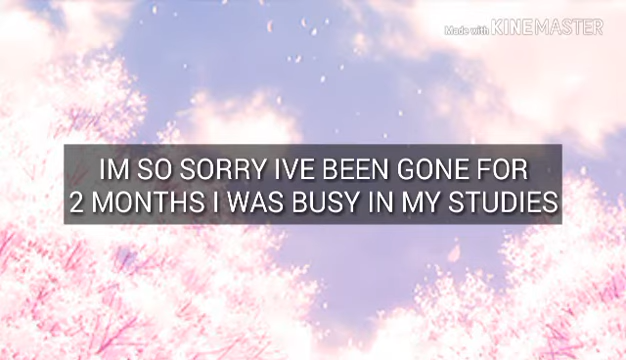 Made with KINEMASTER
IM SO SORRY IVE BEEN GONE FOR
2 MONTHS I WAS BUSY IN MY STUDIES